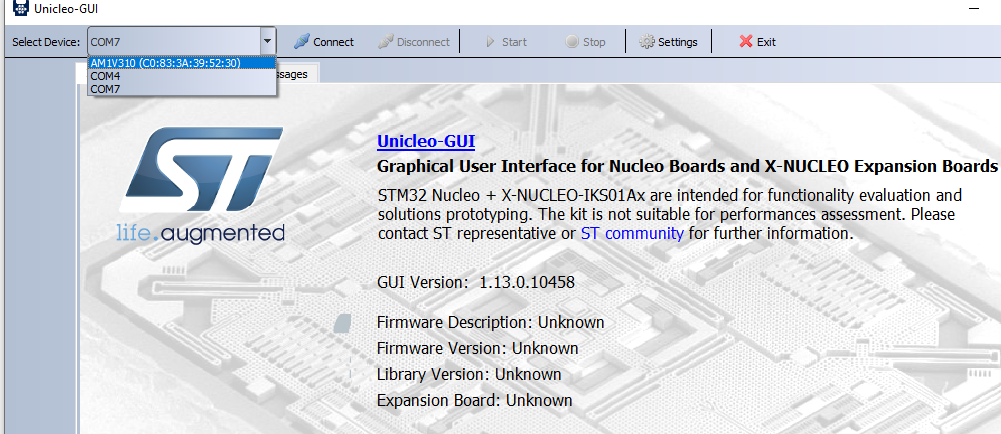 Unicleo-GUI
Select Device: COM7 Connect Disconnect Start Stop Settings Exit
AM1V310 (C0:83:3A:39:52:30)
COM4
COM7
ssages
ST
life.augmented
Unicleo-GUI
Graphical User Interface for Nucleo Boards and X-NUCLEO Expansion Boards
STM32 Nucleo + X-NUCLEO-IKS01Ax are intended for functionality evaluation and
solutions prototyping. The kit is not suitable for performances assessment. Please
contact ST representative or ST community for further information.
GUI Version: 1.13.0.10458
Firmware Description: Unknown
Firmware Version: Unknown
Library Version: Unknown
Expansion Board: Unknown